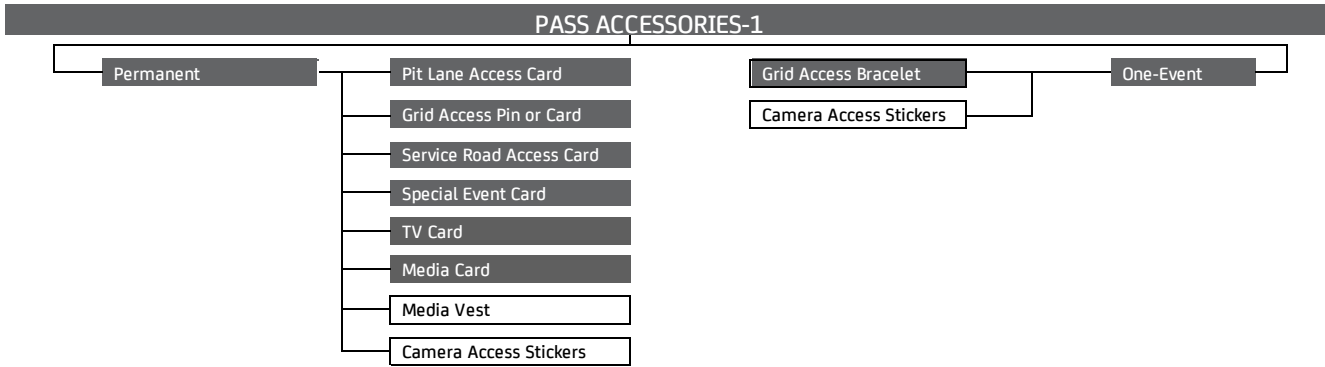 PASS ACCESSORIES-1
Permanent
Pit Lane Access Card
Grid Access Pin or Card
Service Road Access Card
Special Event Card
TV Card
Media Card
Media Vest
Camera Access Stickers
Grid Access Bracelet
One-Event
Camera Access Stickers